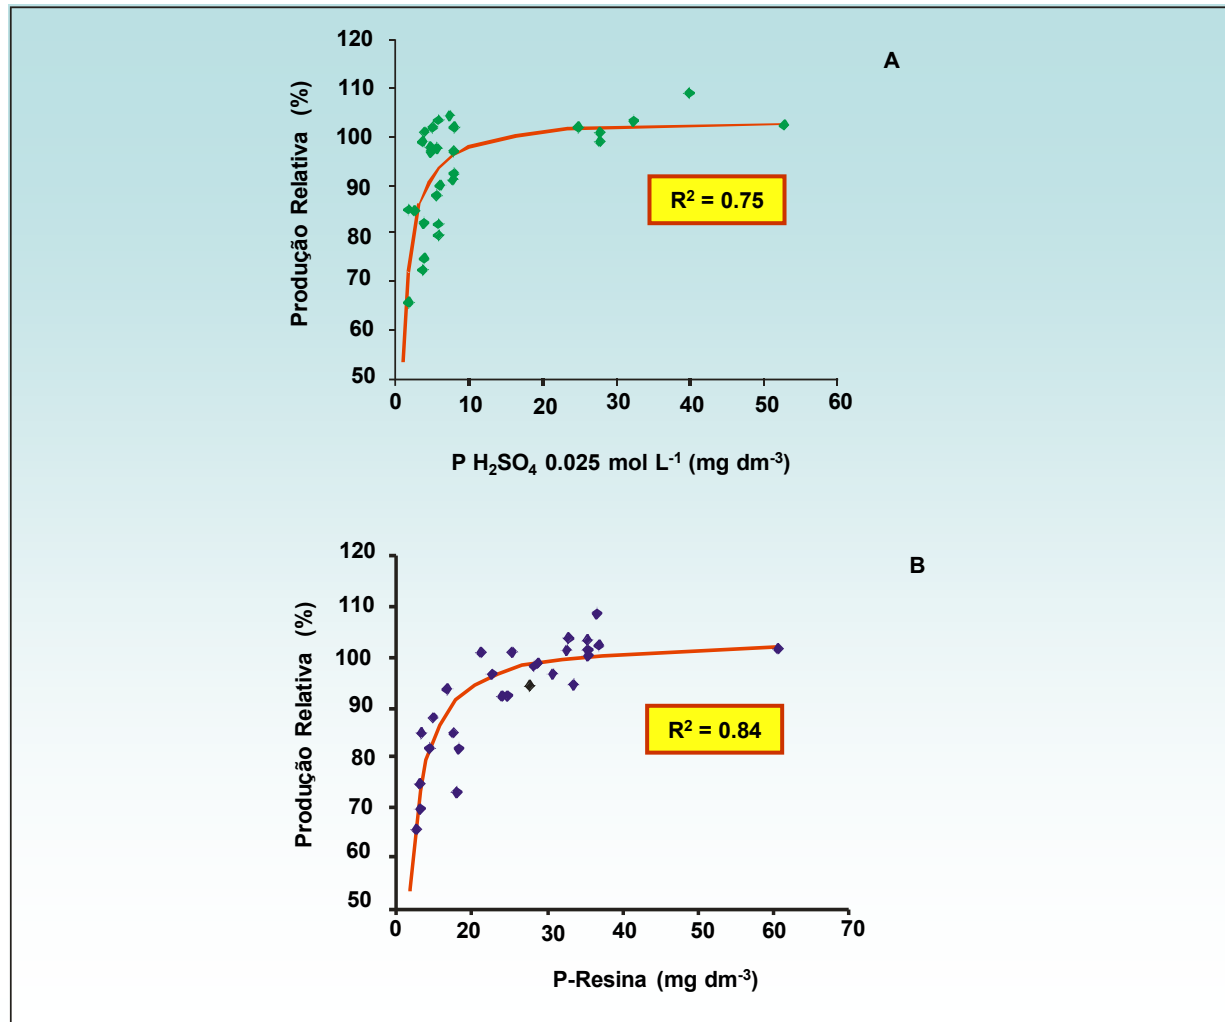 A
Produção Relativa (%)
120
110
100
90
80
70
60
50
R² = 0.75
0 10 20 30 40 50 60
P H₂SO₄ 0.025 mol L⁻¹ (mg dm⁻³)
B
Produção Relativa (%)
120
110
100
90
80
70
60
50
R² = 0.84
0 20 30 40 50 60 70
P-Resina (mg dm⁻³)